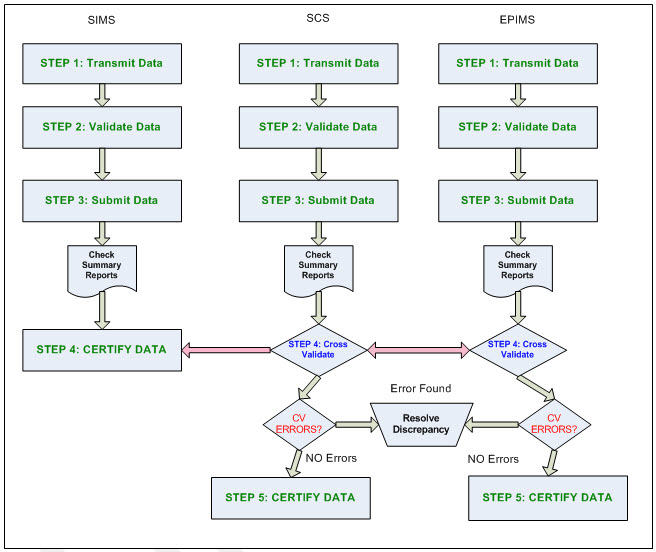 SIMS
SCS
EPIMS
STEP 1: Transmit Data
STEP 1: Transmit Data
STEP 1: Transmit Data
STEP 2: Validate Data
STEP 2: Validate Data
STEP 2: Validate Data
STEP 3: Submit Data
STEP 3: Submit Data
STEP 3: Submit Data
Check
Summary
Reports
Check
Summary
Reports
Check
Summary
Reports
STEP 4: CERTIFY DATA
STEP 4: Cross
Validate
STEP 4: Cross
Validate
Error Found
CV
ERRORS?
Resolve
Discrepancy
CV
ERRORS?
NO Errors
NO Errors
STEP 5: CERTIFY DATA
STEP 5: CERTIFY DATA